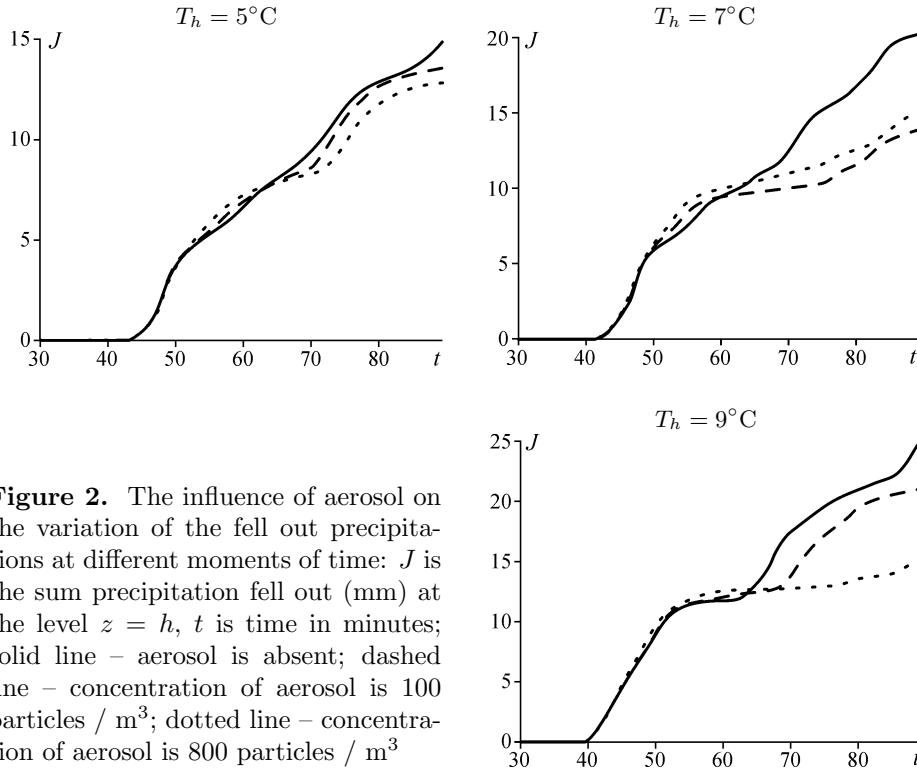 T_h = 5°C
T_h = 7°C
15 J
10
5
0
30 40 50 60 70 80 t
20 J
15
10
5
0
30 40 50 60 70 80 t
T_h = 9°C
25 J
20
15
10
5
0
30 40 50 60 70 80 t
Figure 2. The influence of aerosol on
the variation of the fell out precipita-
tions at different moments of time: J is
the sum precipitation fell out (mm) at
the level z = h, t is time in minutes;
solid line – aerosol is absent; dashed
line – concentration of aerosol is 100
particles / m³; dotted line – concentra-
tion of aerosol is 800 particles / m³